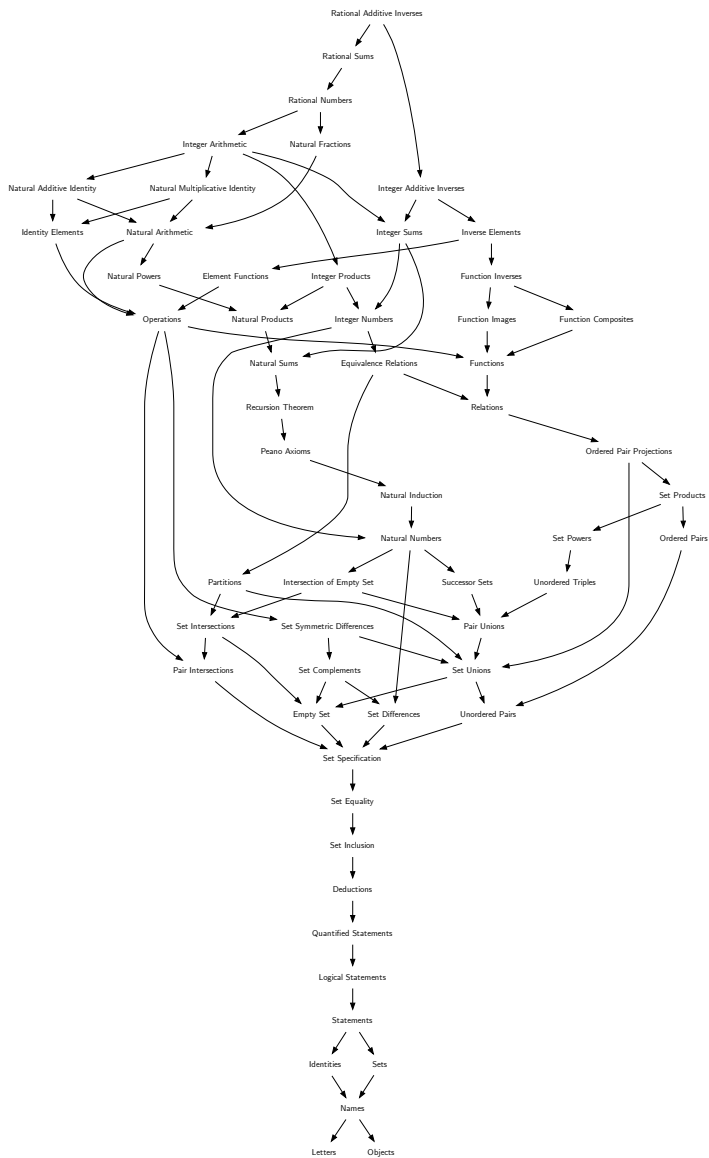 Rational Additive Inverses
Rational Sums
Rational Numbers
Integer Arithmetic
Natural Fractions
Natural Additive Identity
Natural Multiplicative Identity
Integer Additive Inverses
Identity Elements
Natural Arithmetic
Integer Sums
Inverse Elements
Natural Powers
Element Functions
Integer Products
Function Inverses
Operations
Natural Products
Integer Numbers
Function Images
Function Composites
Natural Sums
Equivalence Relations
Functions
Recursion Theorem
Relations
Peano Axioms
Ordered Pair Projections
Natural Induction
Set Products
Natural Numbers
Set Powers
Ordered Pairs
Partitions
Intersection of Empty Set
Successor Sets
Unordered Triples
Set Intersections
Set Symmetric Differences
Pair Unions
Pair Intersections
Set Complements
Set Unions
Empty Set
Set Differences
Unordered Pairs
Set Specification
Set Equality
Set Inclusion
Deductions
Quantified Statements
Logical Statements
Statements
Identities
Sets
Names
Letters
Objects